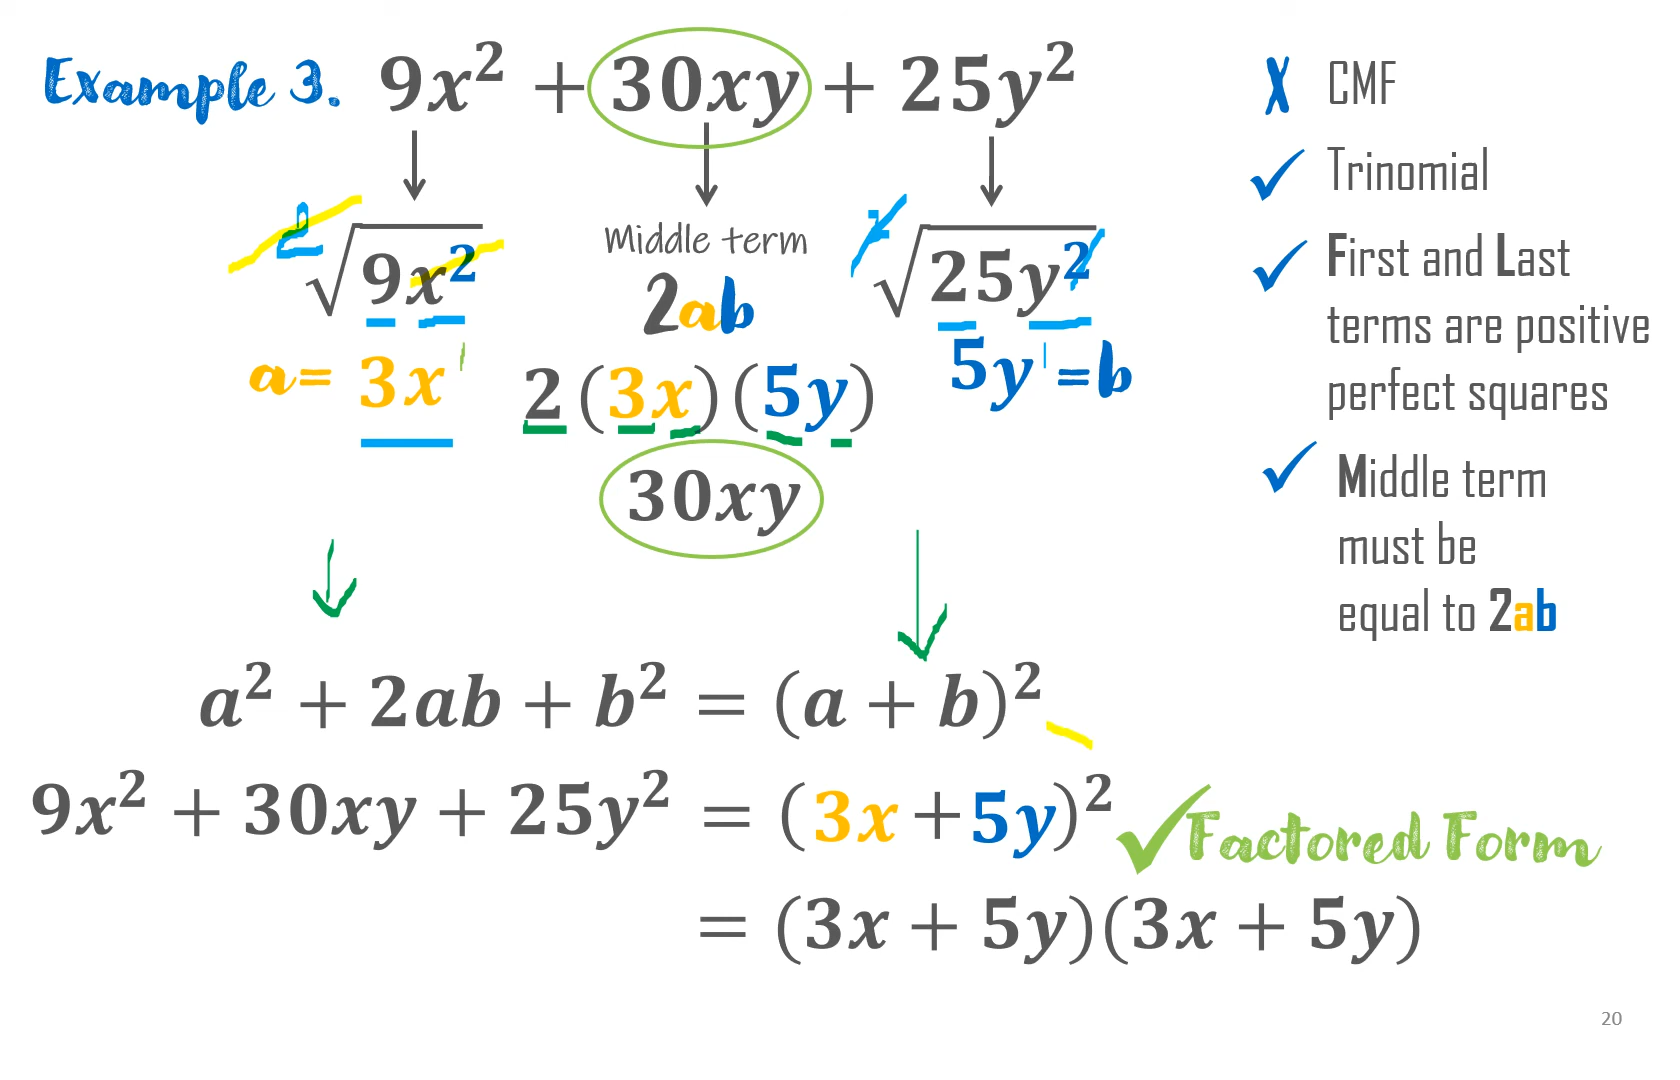 Example 3. 9x² + 30xy + 25y²
2√9x²
Middle term
2ab
2√25y²
a = 3x¹
2(3x)(5y)
5y¹ = b
30xy
a² + 2ab + b² = (a + b)²
9x² + 30xy + 25y² = (3x+5y)²
Factored Form
= (3x + 5y)(3x + 5y)
X CMF
✓ Trinomial
✓ First and Last
terms are positive
perfect squares
✓ Middle term
must be
equal to 2ab
20